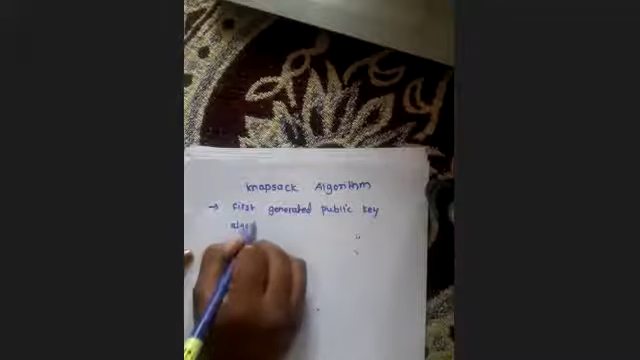 Knapsack Algorithm
→ First generated public key